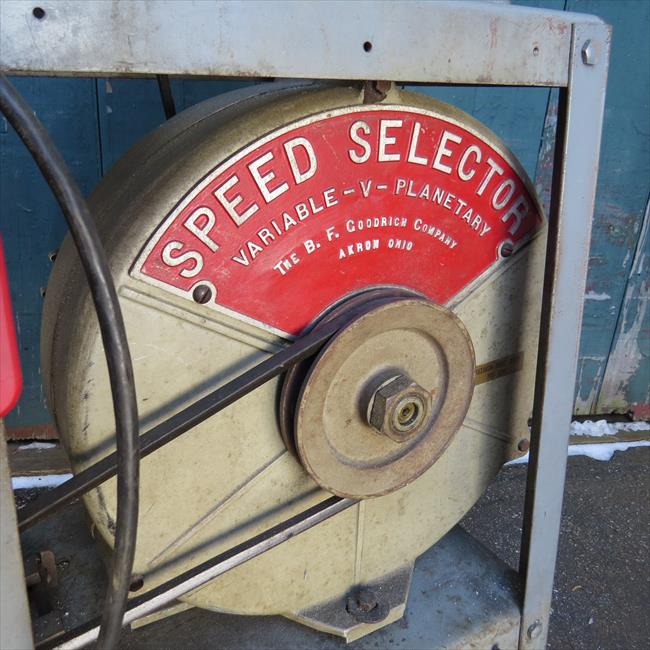 SPEED SELECTOR
VARIABLE-V-PLANETARY
THE B. F. GOODRICH COMPANY
AKRON OHIO